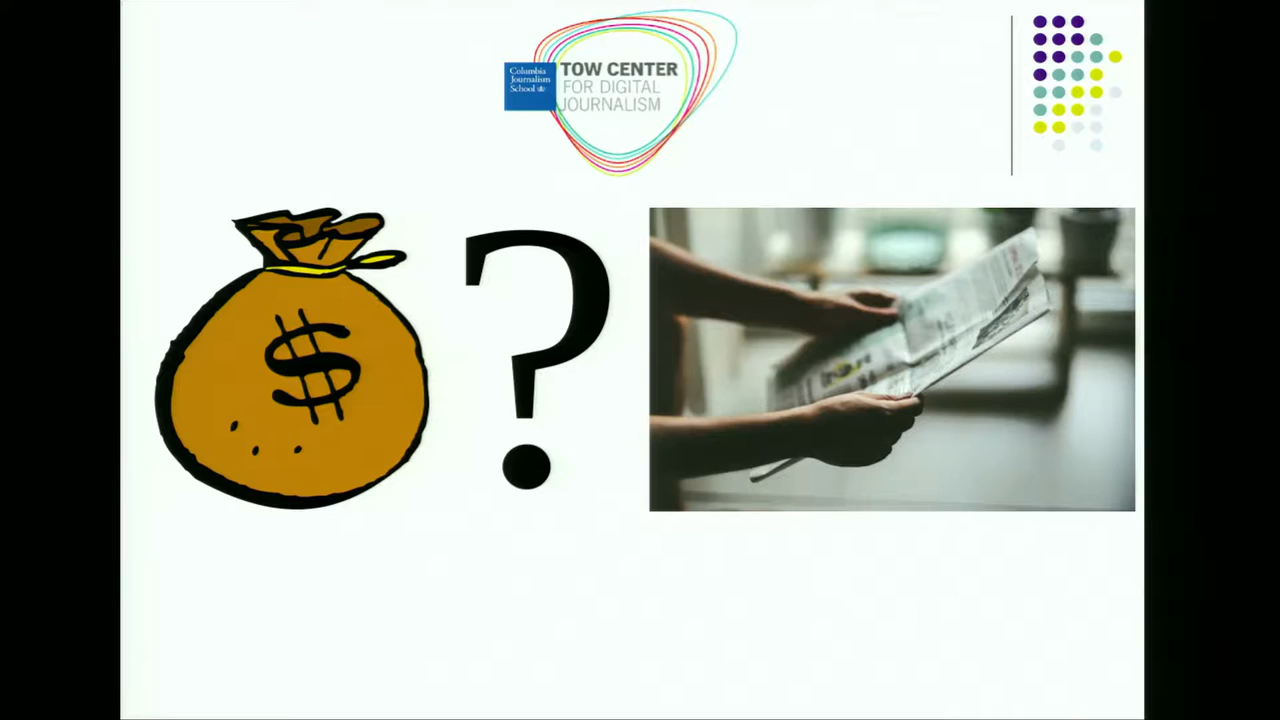 Columbia
Journalism
School
TOW CENTER
FOR DIGITAL
JOURNALISM
$
?